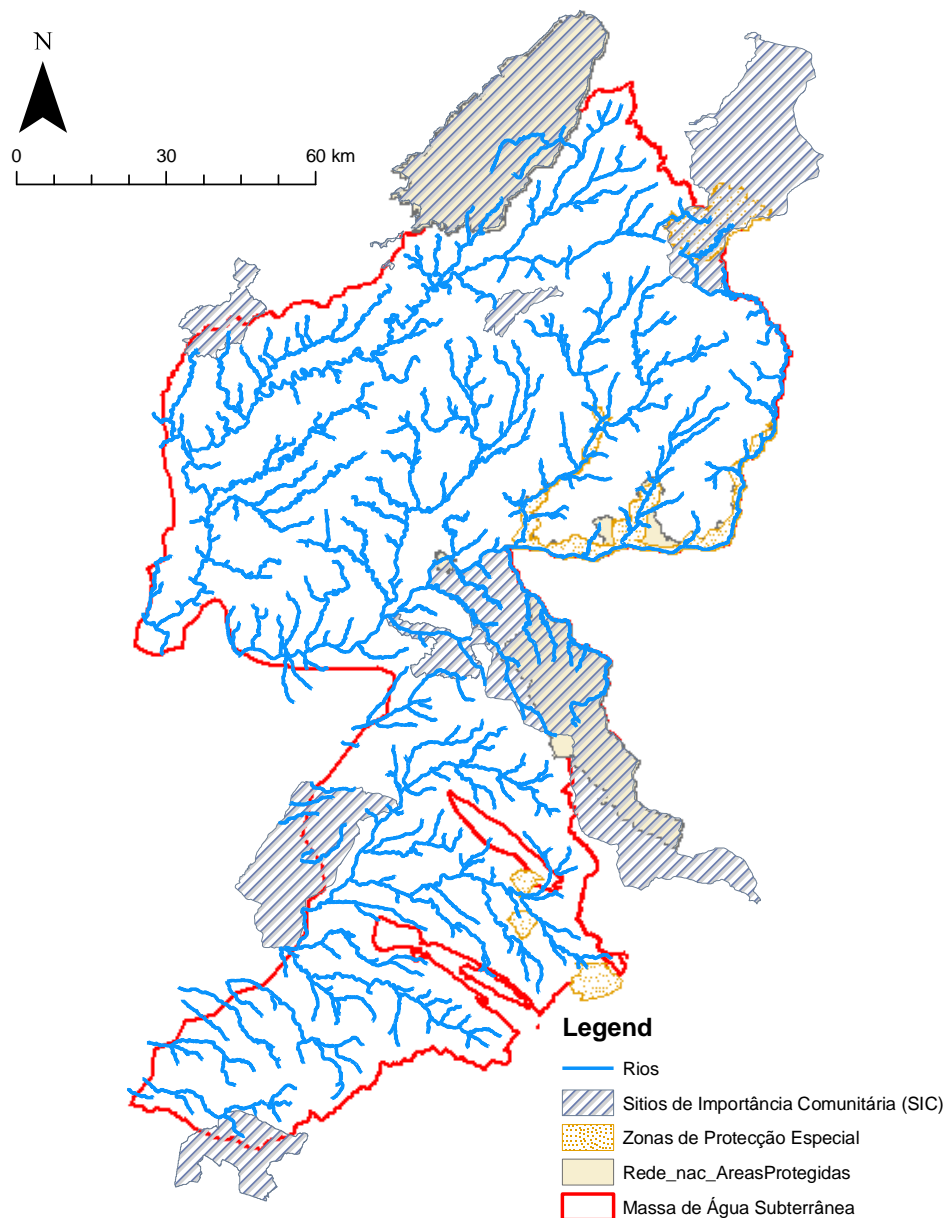 N
0 30 60 km
Legend
Rios
Sitios de Importância Comunitária (SIC)
Zonas de Protecção Especial
Rede_nac_AreasProtegidas
Massa de Água Subterrânea